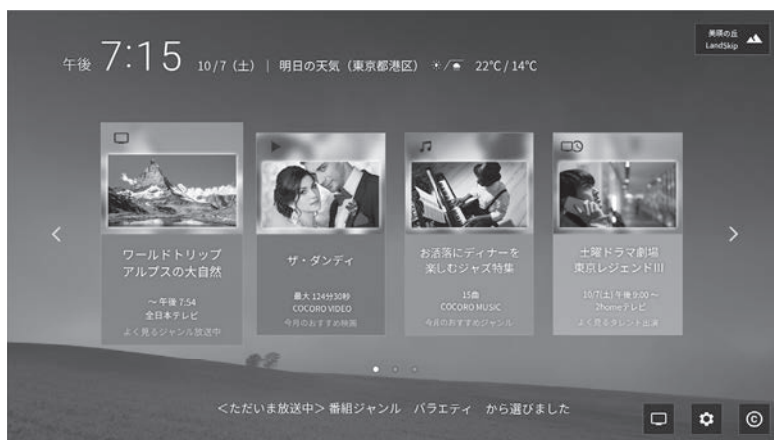 美瑛の丘
LandSkip
午後 7:15 10/7 (土) | 明日の天気 (東京都港区) 22℃ / 14℃
ワールドトリップ
アルプスの大自然
～午後 7:54
全日本テレビ
よく見るジャンル放送中
ザ・ダンディ
最大 124分30秒
COCORO VIDEO
今月のおすすめ映画
お洒落にディナーを
楽しむジャズ特集
15曲
COCORO MUSIC
今月のおすすめジャンル
土曜ドラマ劇場
東京レジェンドIII
10/7(土) 午後 9:00～
2homeテレビ
よく見るタレント出演
＜ただいま放送中＞ 番組ジャンル バラエティ から選びました